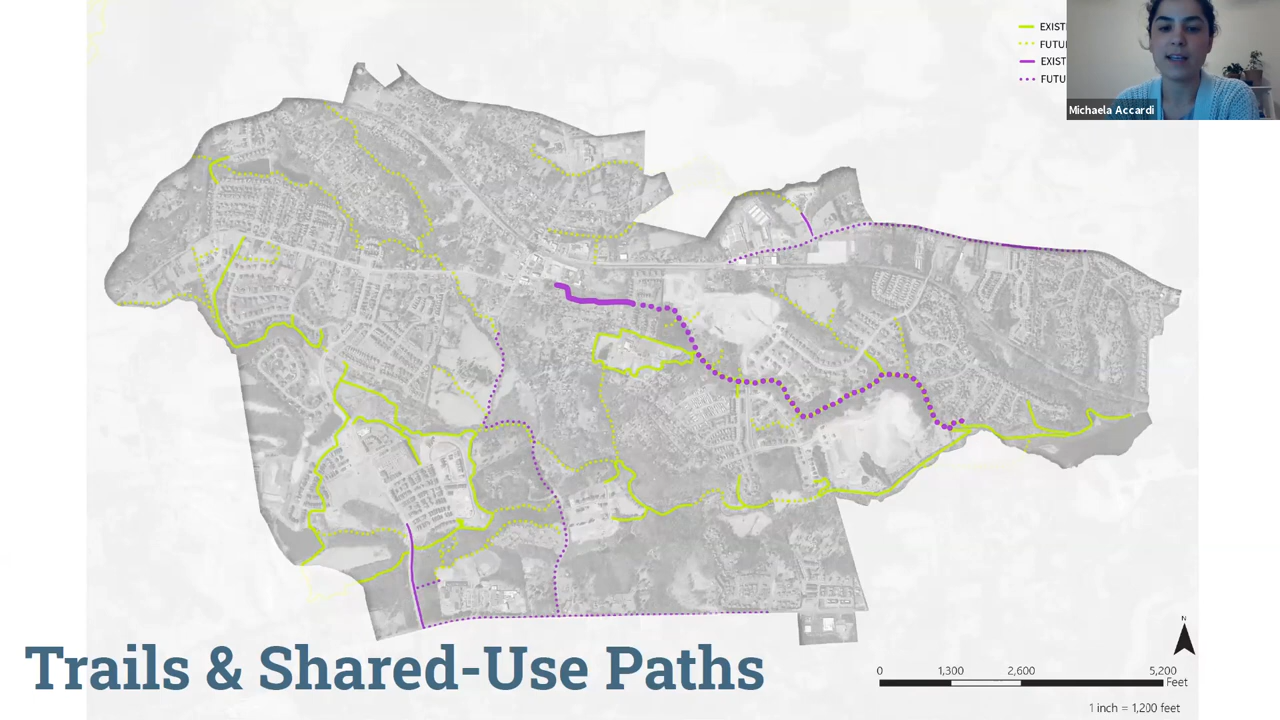 EXISTI
FUTU
EXIST
FUTU
Michaela Accardi
Trails & Shared-Use Paths
N
0 1,300 2,600 5,200
Feet
1 inch = 1,200 feet